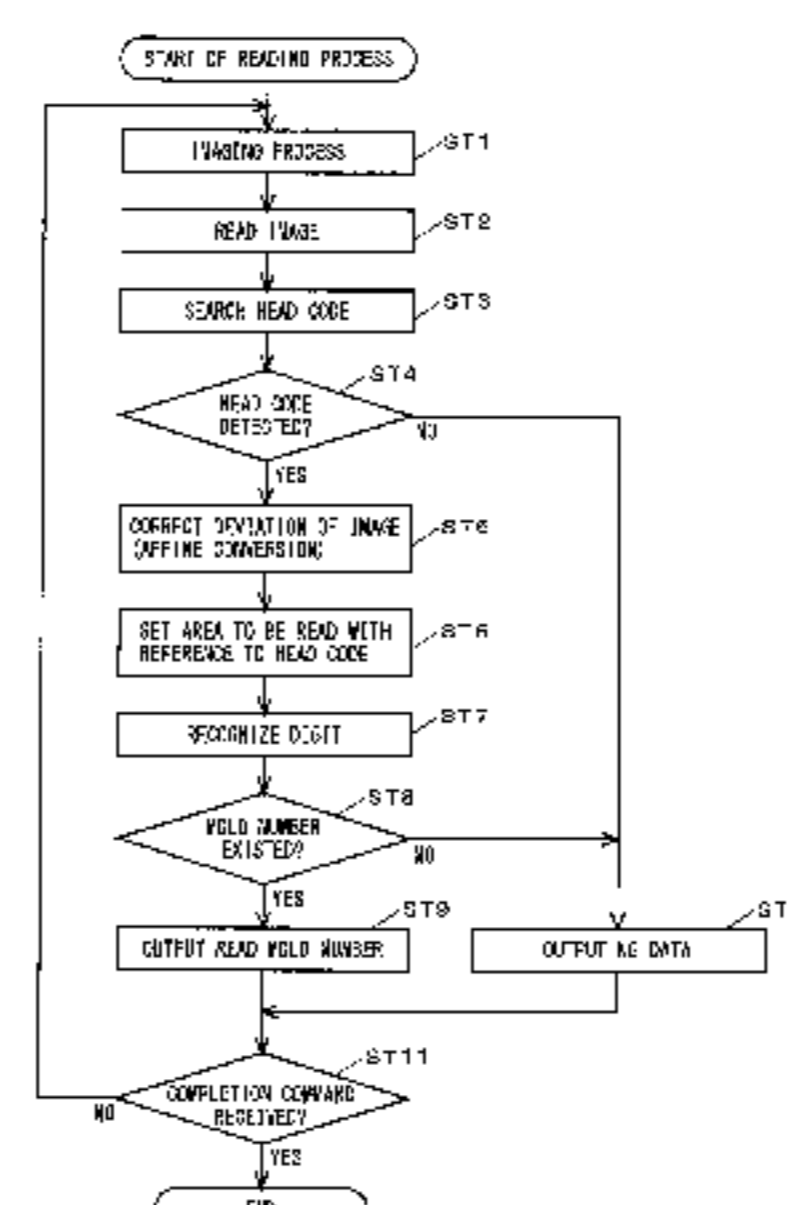 START OF READING PROCESS
IMAGING PROCESS
ST1
READ IMAGE
ST2
SEARCH HEAD CODE
ST3
ST4
HEAD CODE
DETECTED?
NO
YES
CORRECT DEVIATION OF IMAGE
(AFFINE CONVERSION)
SET AREA TO BE READ WITH
REFERENCE TO HEAD CODE
RECOGNIZE DIGIT
ST7
ST8
MOLD NUMBER
EXISTED?
NO
YES
ST9
OUTPUT READ MOLD NUMBER
ST
OUTPUT NG DATA
ST11
COMPLETION COMMAND
RECEIVED?
NO
YES